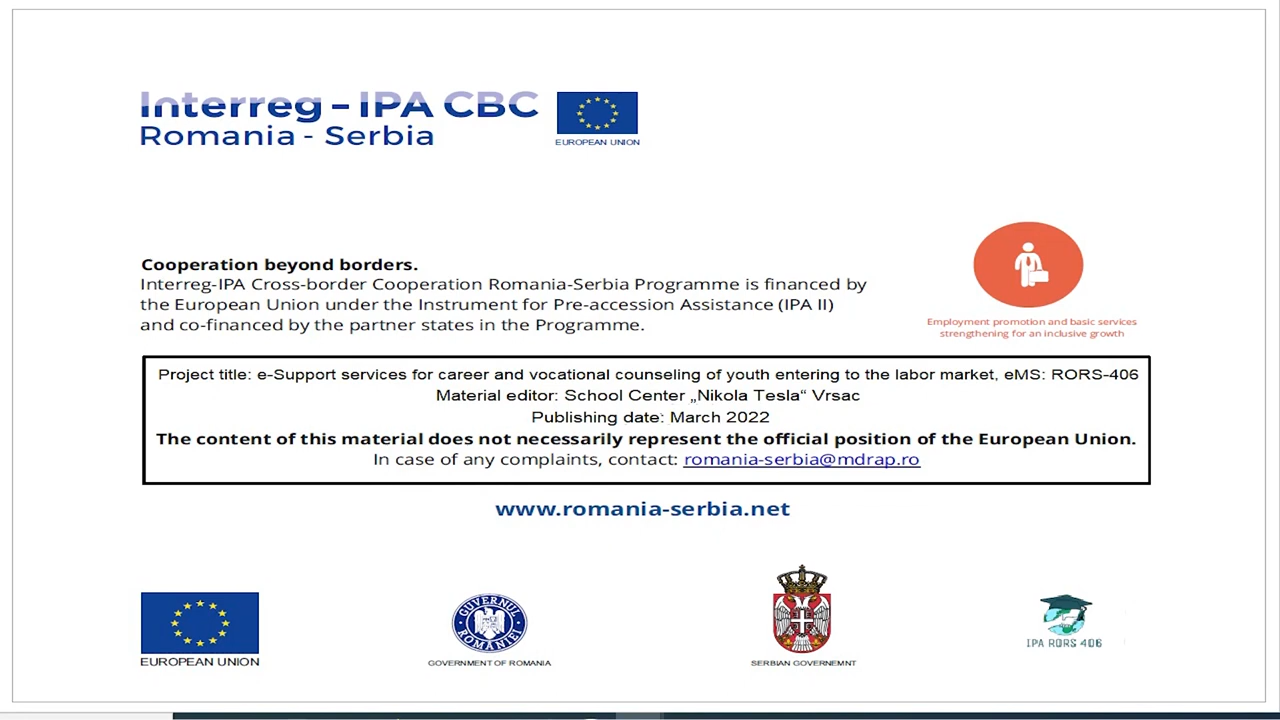 Interreg - IPA CBC
Romania - Serbia
EUROPEAN UNION
Cooperation beyond borders.
Interreg-IPA Cross-border Cooperation Romania-Serbia Programme is financed by
the European Union under the Instrument for Pre-accession Assistance (IPA II)
and co-financed by the partner states in the Programme.
Employment promotion and basic services
strengthening for an inclusive growth
Project title: e-Support services for career and vocational counseling of youth entering to the labor market, eMS: RORS-406
Material editor: School Center „Nikola Tesla“ Vrsac
Publishing date: March 2022
The content of this material does not necessarily represent the official position of the European Union.
In case of any complaints, contact: romania-serbia@mdrap.ro
www.romania-serbia.net
EUROPEAN UNION
GUVERNUL ROMÂNIEI
GOVERNMENT OF ROMANIA
SERBIAN GOVERNEMNT
IPA RORS 406